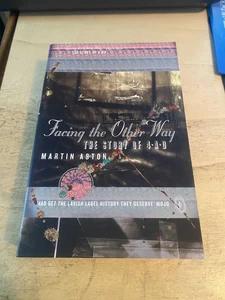 Facing the Other Way
THE STORY OF 4AD
MARTIN ASTON
4AD GET THE LAVISH LABEL HISTORY THEY DESERVE' MOJO